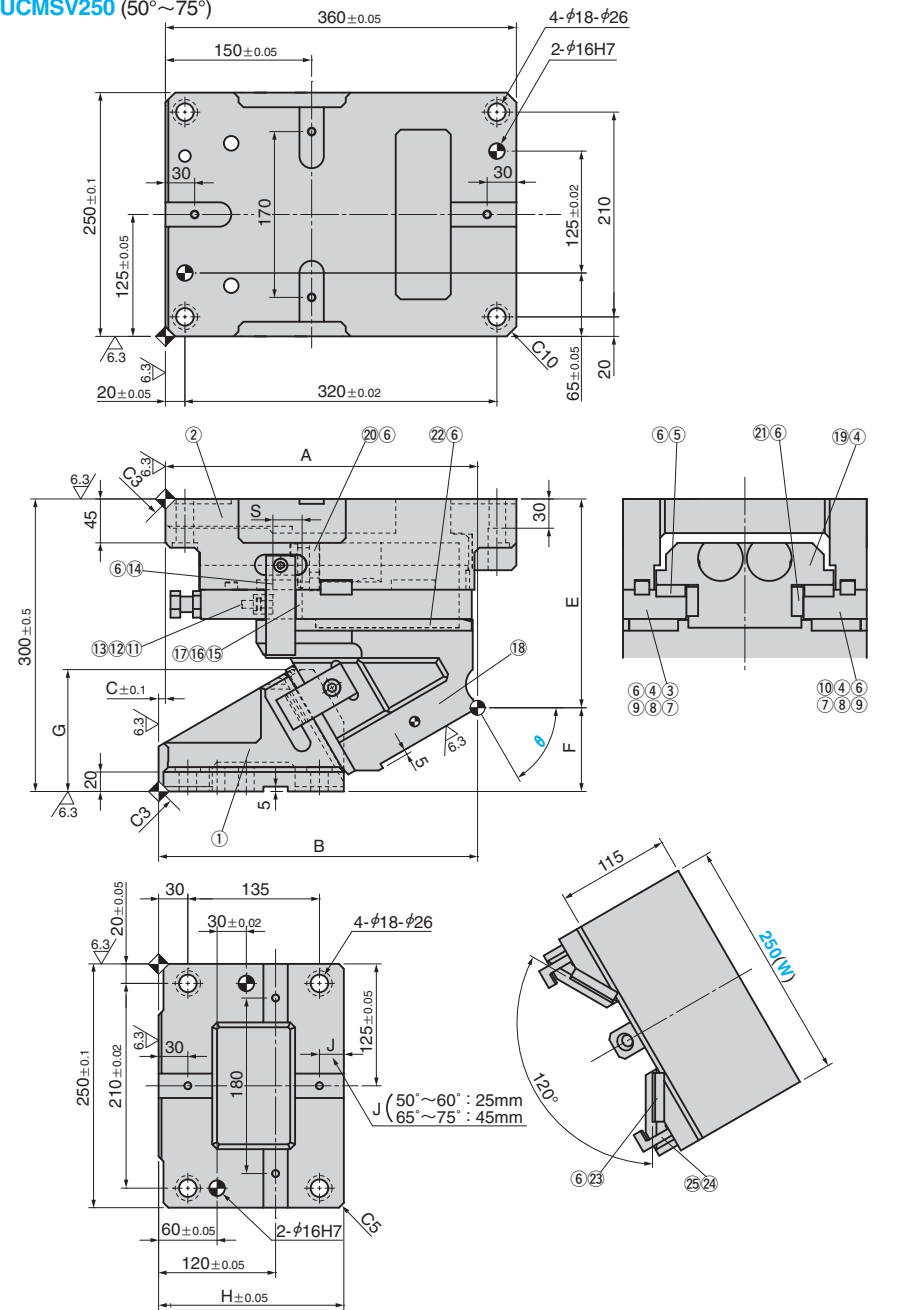 UCMSV250 (50°～75°)
360±0.05
4-φ18-φ26
150±0.05
2-φ16H7
30
30
250±0.1
125±0.05
170
125±0.02
210
6.3
6.3
C10
65±0.05
20
20±0.05
320±0.02
②
A
⑳⑥
㉒⑥
⑥⑤
㉑⑥
⑲④
6.3
6.3
C3
45
S
30
⑥⑭
300±0.5
E
⑬⑫⑪
⑰⑯⑮
⑱
C±0.1
⑥④③
⑨⑧⑦
⑩④⑥
⑦⑧⑨
G
6.3
θ
6.3
F
20
5
5
6.3
C3
①
B
115
250(W)
120°
⑥㉓
㉕㉔
30
135
20±0.05
30±0.02
4-φ18-φ26
6.3
6.3
250±0.1
210±0.02
30
180
J
125±0.05
J (50°～60°：25mm
65°～75°：45mm
C5
60±0.05
2-φ16H7
120±0.05
H±0.05